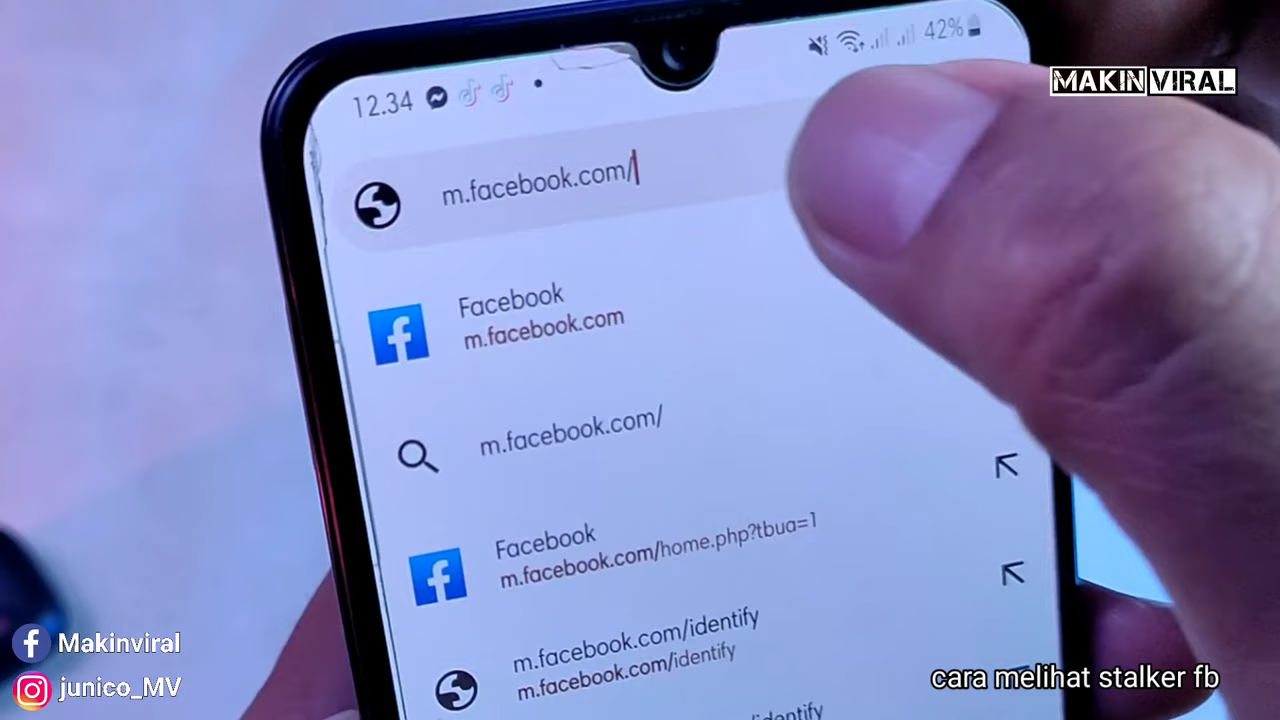 12.34
42%
MAKIN VIRAL
m.facebook.com/
Facebook
m.facebook.com
m.facebook.com/
Facebook
m.facebook.com/home.php?tbua=1
m.facebook.com/identify
m.facebook.com/identify
/identify
Makinviral
junico_MV
cara melihat stalker fb